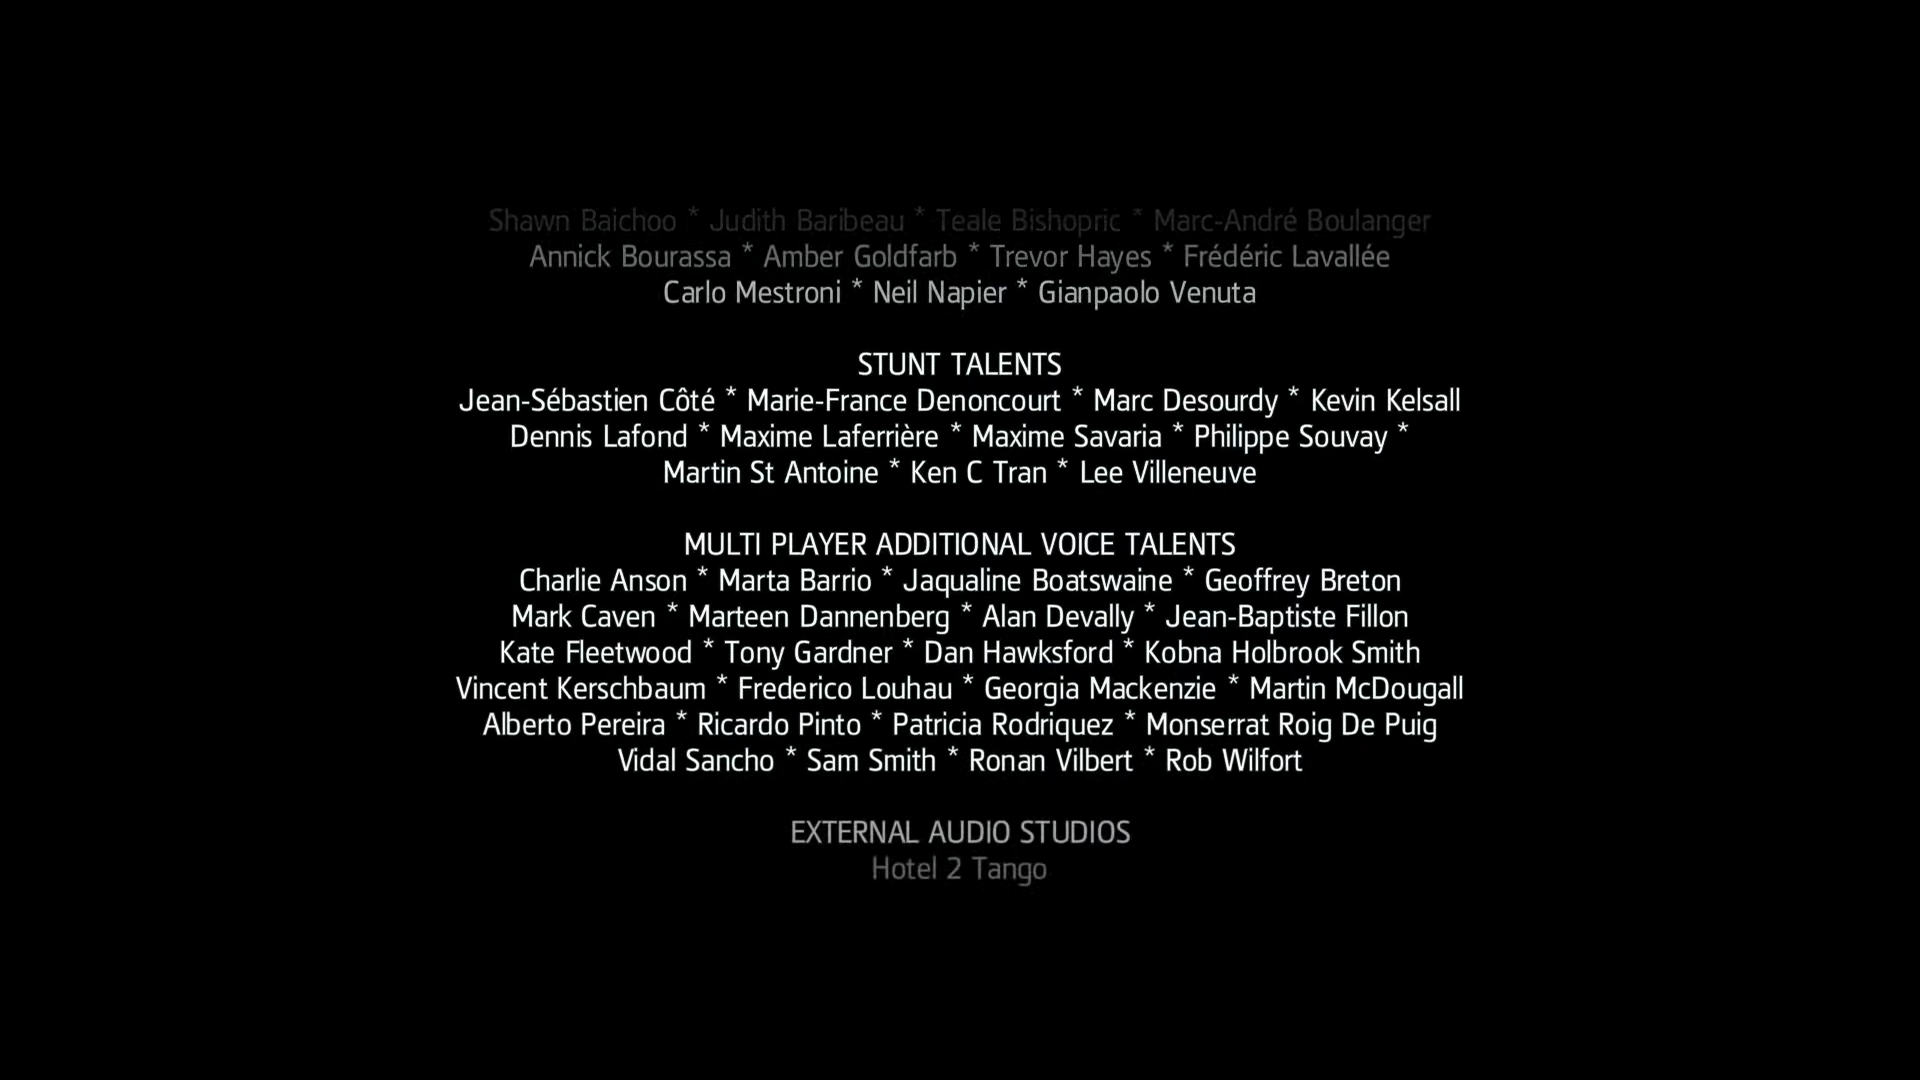 Shawn Baichoo * Judith Baribeau * Teale Bishopric * Marc-André Boulanger
Annick Bourassa * Amber Goldfarb * Trevor Hayes * Frédéric Lavallée
Carlo Mestroni * Neil Napier * Gianpaolo Venuta
STUNT TALENTS
Jean-Sébastien Côté * Marie-France Denoncourt * Marc Desourdy * Kevin Kelsall
Dennis Lafond * Maxime Laferrière * Maxime Savaria * Philippe Souvay *
Martin St Antoine * Ken C Tran * Lee Villeneuve
MULTI PLAYER ADDITIONAL VOICE TALENTS
Charlie Anson * Marta Barrio * Jaqualine Boatswaine * Geoffrey Breton
Mark Caven * Marteen Dannenberg * Alan Devally * Jean-Baptiste Fillon
Kate Fleetwood * Tony Gardner * Dan Hawksford * Kobna Holbrook Smith
Vincent Kerschbaum * Frederico Louhau * Georgia Mackenzie * Martin McDougall
Alberto Pereira * Ricardo Pinto * Patricia Rodriquez * Monserrat Roig De Puig
Vidal Sancho * Sam Smith * Ronan Vilbert * Rob Wilfort
EXTERNAL AUDIO STUDIOS
Hotel 2 Tango